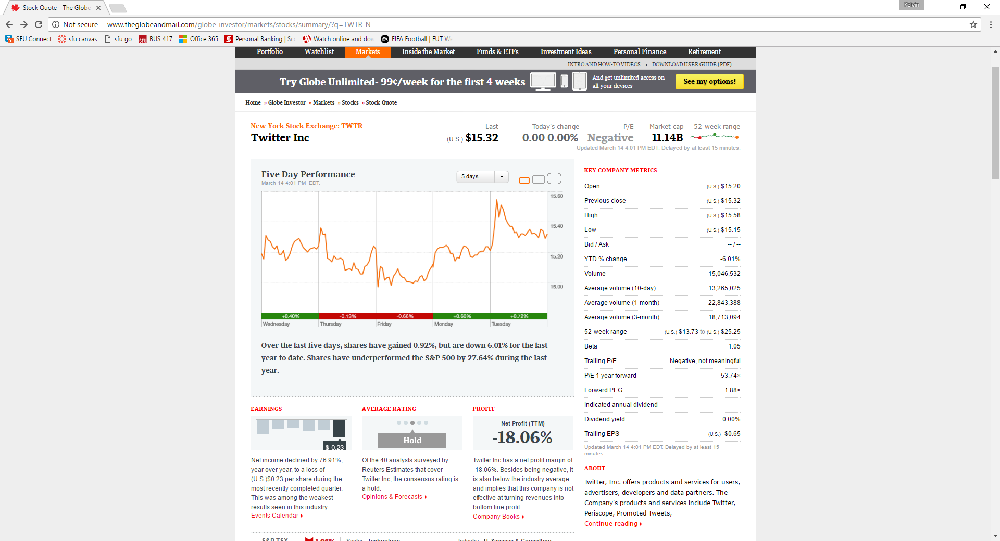 Stock Quote - The Globe
Kelvin
Not secure
www.theglobeandmail.com/globe-investor/markets/stocks/summary/?q=TWTR-N
SFU Connect
sfu canvas
sfu go
BUS 417
Office 365
Personal Banking | Sc
Watch online and dow
FIFA Football | FUT We
Portfolio
Watchlist
Markets
Inside the Market
Funds & ETFs
Investment Ideas
Personal Finance
Retirement
INTRO AND HOW-TO VIDEOS • DOWNLOAD USER GUIDE (PDF)
Try Globe Unlimited- 99¢/week for the first 4 weeks
And get unlimited access on
all your devices
See my options!
Home » Globe Investor » Markets » Stocks » Stock Quote
New York Stock Exchange: TWTR
Twitter Inc
Last
(U.S.) $15.32
Today's change
0.00 0.00%
P/E
Negative
Market cap
11.14B
52-week range
Updated March 14 4:01 PM EDT. Delayed by at least 15 minutes.
Five Day Performance
March 14 4:01 PM EDT.
5 days
15.60
15.40
15.20
15.00
+0.40%
-0.13%
-0.66%
+0.60%
+0.72%
Wednesday
Thursday
Friday
Monday
Tuesday
Over the last five days, shares have gained 0.92%, but are down 6.01% for the last
year to date. Shares have underperformed the S&P 500 by 27.64% during the last
year.
EARNINGS
$-0.23
Net income declined by 76.91%,
year over year, to a loss of
(U.S.)$0.23 per share during the
most recently completed quarter.
This was among the weakest
results seen in this industry.
Events Calendar
AVERAGE RATING
Hold
Of the 40 analysts surveyed by
Reuters Estimates that cover
Twitter Inc, the consensus rating is
a hold.
Opinions & Forecasts
PROFIT
Net Profit (TTM)
-18.06%
Twitter Inc has a net profit margin of
-18.06%. Besides being negative, it
is also below the industry average
and implies that this company is not
effective at turning revenues into
bottom line profit.
Company Books
KEY COMPANY METRICS
Open (U.S.) $15.20
Previous close (U.S.) $15.32
High (U.S.) $15.58
Low (U.S.) $15.15
Bid / Ask -- / --
YTD % change -6.01%
Volume 15,046,532
Average volume (10-day) 13,265,025
Average volume (1-month) 22,843,388
Average volume (3-month) 18,713,094
52-week range (U.S.) $13.73 to (U.S.) $25.25
Beta 1.05
Trailing P/E Negative, not meaningful
P/E 1 year forward 53.74×
Forward PEG 1.88×
Indicated annual dividend --
Dividend yield 0.00%
Trailing EPS (U.S.) -$0.65
Updated March 14 4:01 PM EDT. Delayed by at least 15
minutes.
ABOUT
Twitter, Inc. offers products and services for users,
advertisers, developers and data partners. The
Company's products and services include Twitter,
Periscope, Promoted Tweets,
Continue reading
S&P TSX
1.06%
Sector: Technology
Industry: IT Services & Consulting